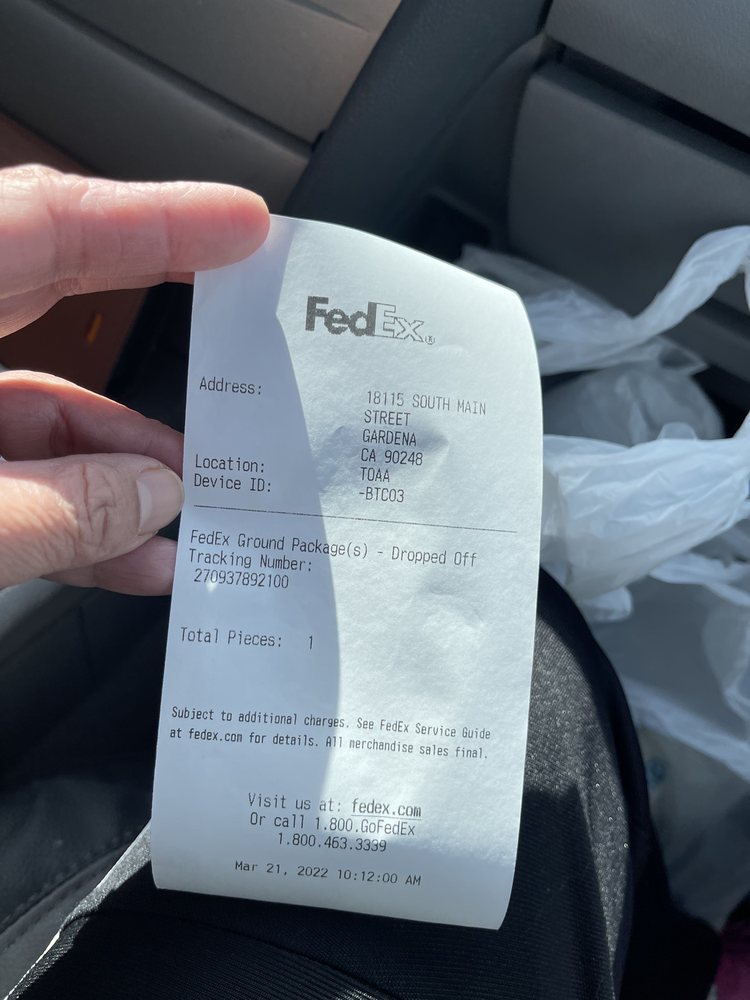 FedEx®
Address: 18115 SOUTH MAIN
STREET
GARDENA
CA 90248
Location: TOAA
Device ID: -BTC03
FedEx Ground Package(s) - Dropped Off
Tracking Number:
270937892100
Total Pieces: 1
Subject to additional charges. See FedEx Service Guide
at fedex.com for details. All merchandise sales final.
Visit us at: fedex.com
Or call 1.800.GoFedEx
1.800.463.3339
Mar 21, 2022 10:12:00 AM